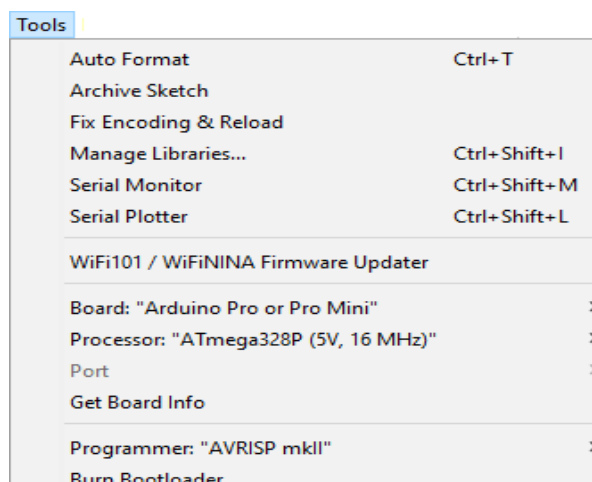 Tools
Auto Format Ctrl+T
Archive Sketch
Fix Encoding & Reload
Manage Libraries... Ctrl+Shift+I
Serial Monitor Ctrl+Shift+M
Serial Plotter Ctrl+Shift+L
WiFi101 / WiFiNINA Firmware Updater
Board: "Arduino Pro or Pro Mini"
Processor: "ATmega328P (5V, 16 MHz)"
Port
Get Board Info
Programmer: "AVRISP mkII"
Burn Bootloader